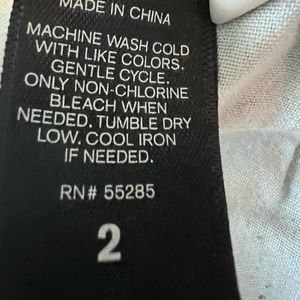 MADE IN CHINA
MACHINE WASH COLD
WITH LIKE COLORS.
GENTLE CYCLE.
ONLY NON-CHLORINE
BLEACH WHEN
NEEDED. TUMBLE DRY
LOW. COOL IRON
IF NEEDED.
RN# 55285
2